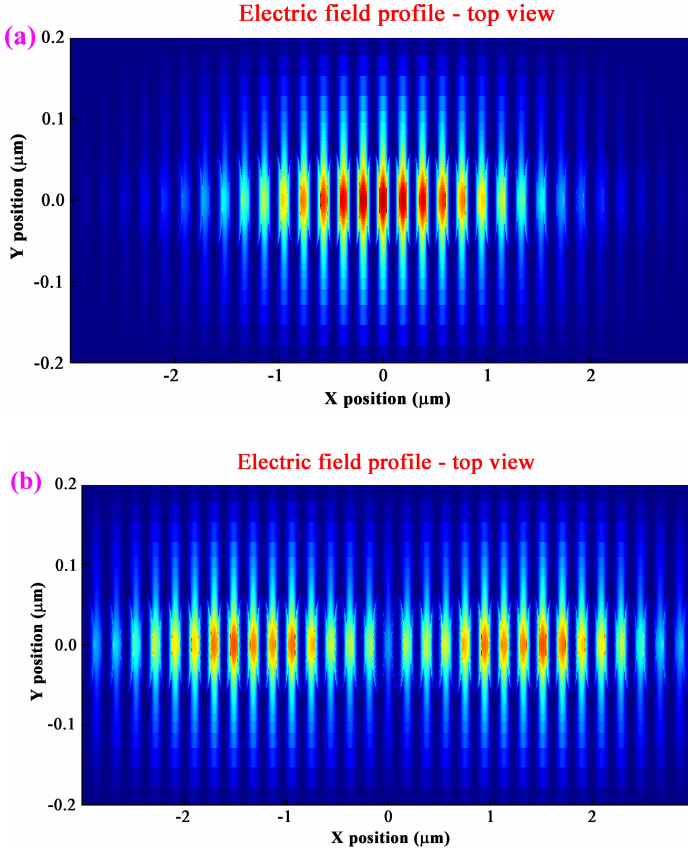 Electric field profile - top view
(a)
0.2
0.1
0.0
-0.1
-0.2
Y position (μm)
-2 -1 0 1 2
X position (μm)
Electric field profile - top view
(b)
0.2
0.1
0.0
-0.1
-0.2
Y position (μm)
-2 -1 0 1 2
X position (μm)